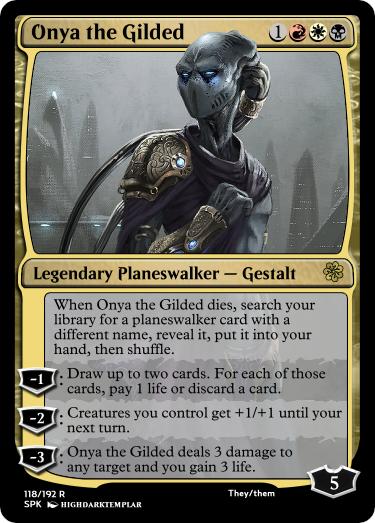 Onya the Gilded 1
Legendary Planeswalker — Gestalt
When Onya the Gilded dies, search your
library for a planeswalker card with a
different name, reveal it, put it into your
hand, then shuffle.
-1: Draw up to two cards. For each of those
cards, pay 1 life or discard a card.
-2: Creatures you control get +1/+1 until your
next turn.
-3: Onya the Gilded deals 3 damage to
any target and you gain 3 life.
5
118/192 R
SPK HIGHDARKTEMPLAR
They/them